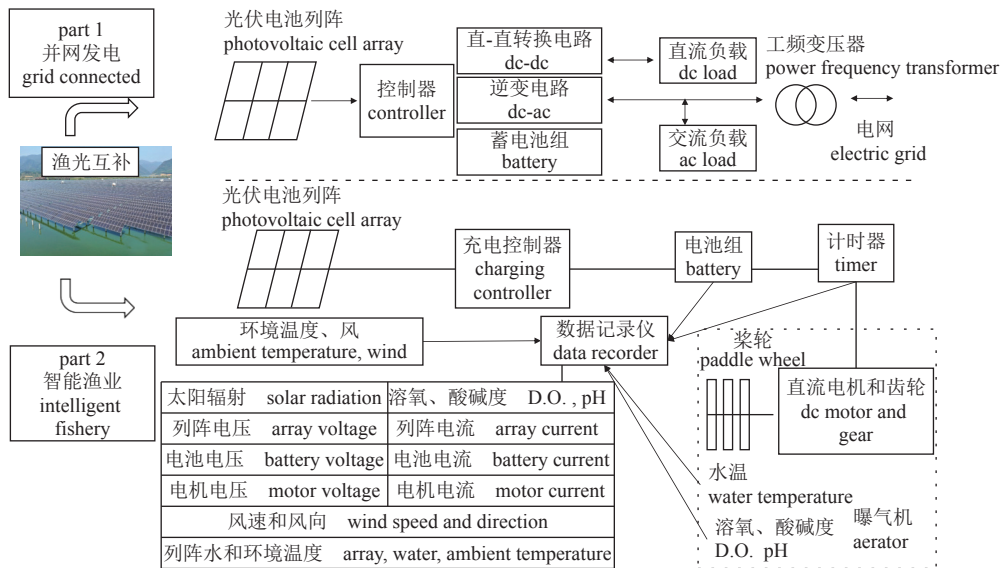 part 1
并网发电
grid connected
渔光互补
part 2
智能渔业
intelligent
fishery
光伏电池列阵
photovoltaic cell array
控制器
controller
直-直转换电路
dc-dc
逆变电路
dc-ac
蓄电池组
battery
直流负载
dc load
交流负载
ac load
工频变压器
power frequency transformer
电网
electric grid
光伏电池列阵
photovoltaic cell array
充电控制器
charging
controller
电池组
battery
计时器
timer
环境温度、风
ambient temperature, wind
数据记录仪
data recorder
太阳辐射 solar radiation 溶氧、酸碱度 D.O. , pH
列阵电压 array voltage 列阵电流 array current
电池电压 battery voltage 电池电流 battery current
电机电压 motor voltage 电机电流 motor current
风速和风向 wind speed and direction
列阵水和环境温度 array, water, ambient temperature
桨轮
paddle wheel
直流电机和齿轮
dc motor and
gear
水温
water temperature
溶氧、酸碱度
D.O. pH
曝气机
aerator